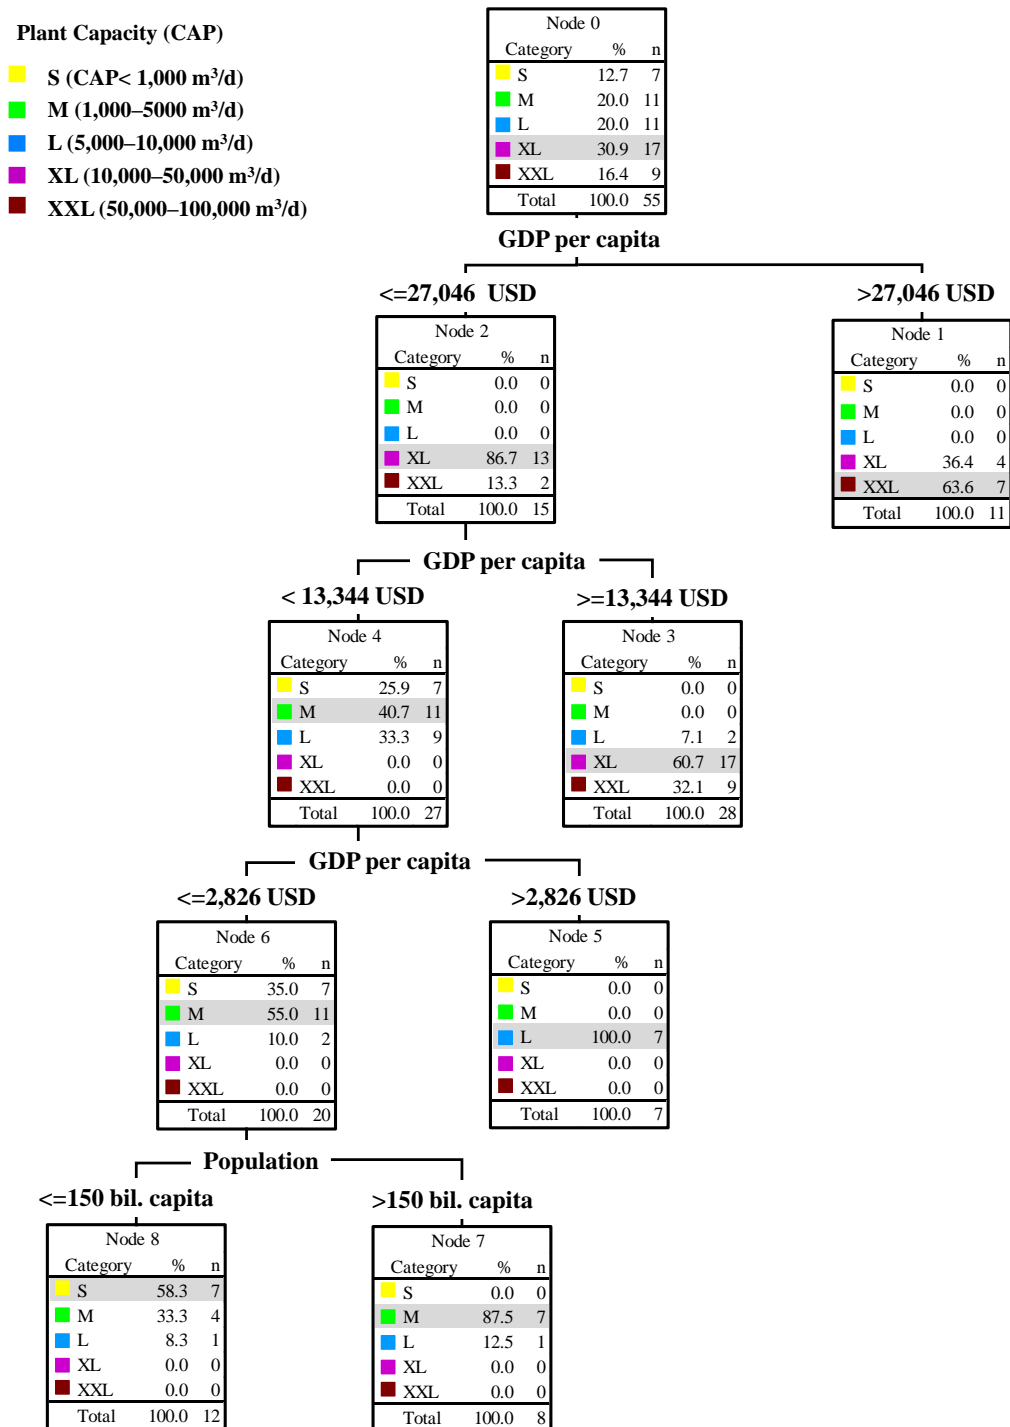 Plant Capacity (CAP)
S (CAP< 1,000 m³/d)
M (1,000–5000 m³/d)
L (5,000–10,000 m³/d)
XL (10,000–50,000 m³/d)
XXL (50,000–100,000 m³/d)
Node 0
Category % n
S 12.7 7
M 20.0 11
L 20.0 11
XL 30.9 17
XXL 16.4 9
Total 100.0 55
GDP per capita
<=27,046 USD
>27,046 USD
Node 2
Category % n
S 0.0 0
M 0.0 0
L 0.0 0
XL 86.7 13
XXL 13.3 2
Total 100.0 15
Node 1
Category % n
S 0.0 0
M 0.0 0
L 0.0 0
XL 36.4 4
XXL 63.6 7
Total 100.0 11
GDP per capita
< 13,344 USD
>=13,344 USD
Node 4
Category % n
S 25.9 7
M 40.7 11
L 33.3 9
XL 0.0 0
XXL 0.0 0
Total 100.0 27
Node 3
Category % n
S 0.0 0
M 0.0 0
L 7.1 2
XL 60.7 17
XXL 32.1 9
Total 100.0 28
GDP per capita
<=2,826 USD
>2,826 USD
Node 6
Category % n
S 35.0 7
M 55.0 11
L 10.0 2
XL 0.0 0
XXL 0.0 0
Total 100.0 20
Node 5
Category % n
S 0.0 0
M 0.0 0
L 100.0 7
XL 0.0 0
XXL 0.0 0
Total 100.0 7
Population
<=150 bil. capita
>150 bil. capita
Node 8
Category % n
S 58.3 7
M 33.3 4
L 8.3 1
XL 0.0 0
XXL 0.0 0
Total 100.0 12
Node 7
Category % n
S 0.0 0
M 87.5 7
L 12.5 1
XL 0.0 0
XXL 0.0 0
Total 100.0 8